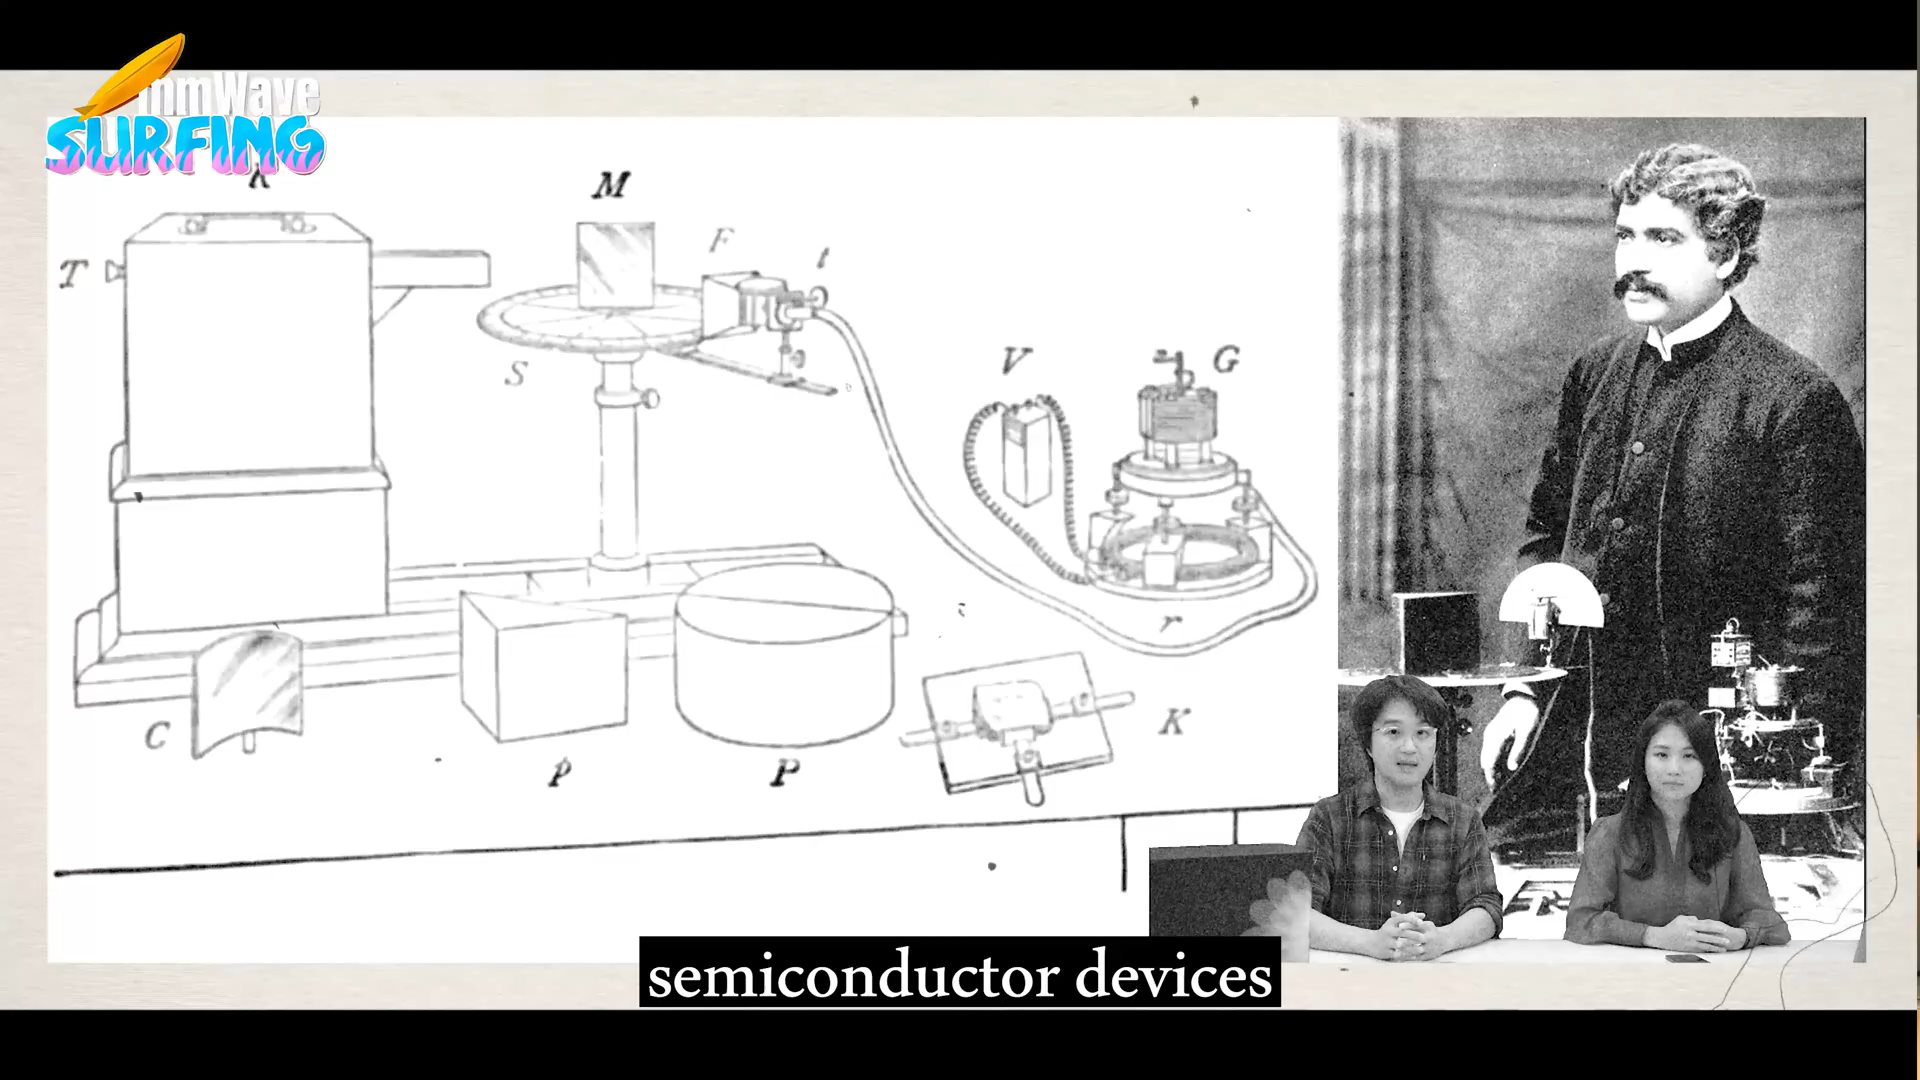 mmWave
SURFING
R
M
T
F
t
S
V
G
r
C
p
P
K
semiconductor devices